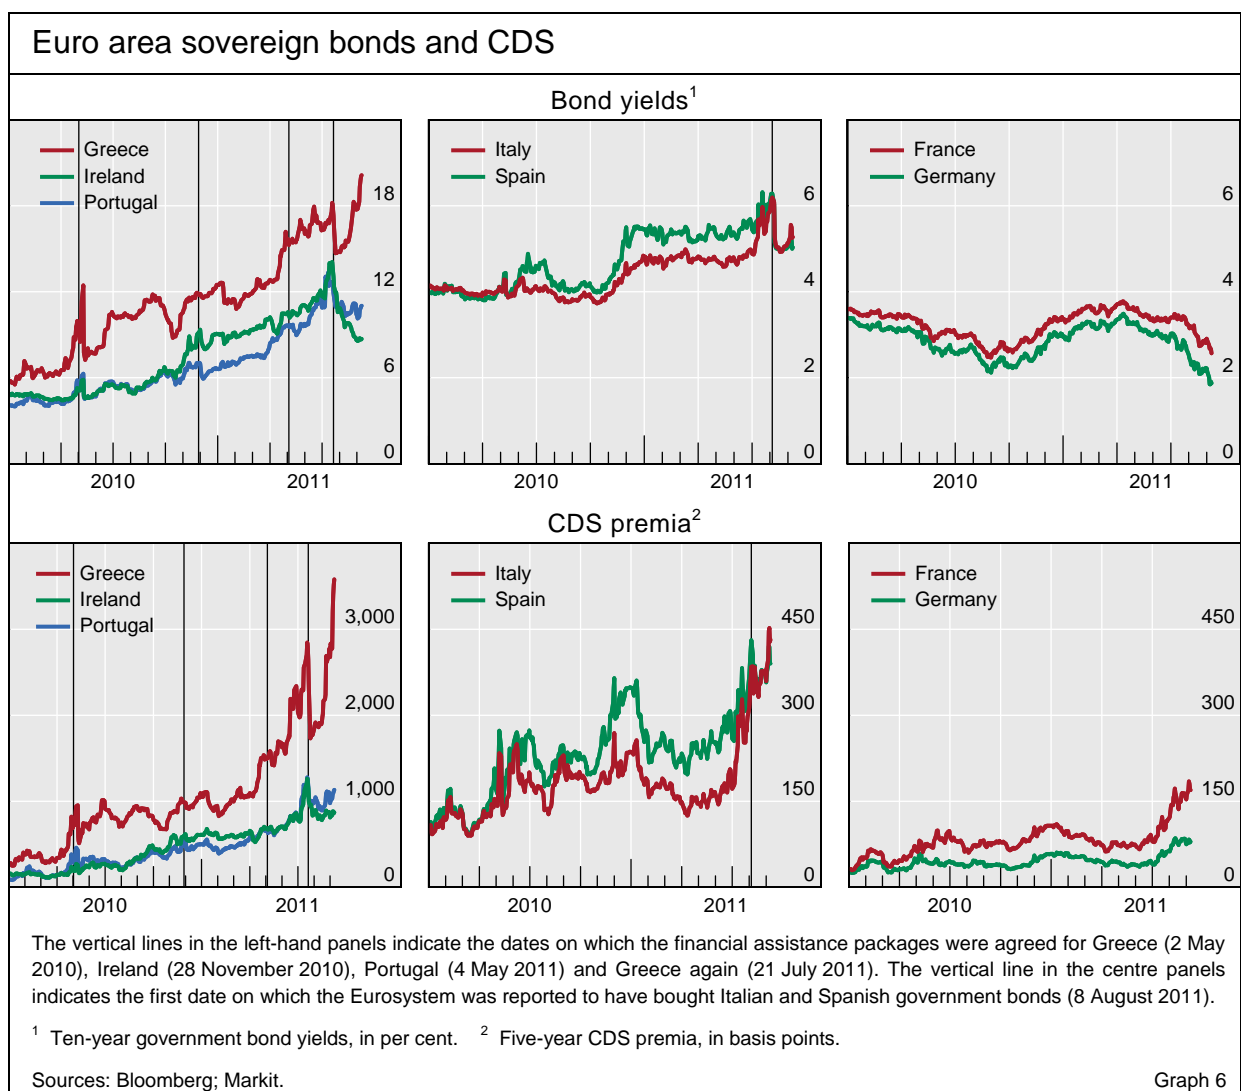 Euro area sovereign bonds and CDS
Bond yields1
Greece
Ireland
Portugal
18
12
6
0
2010
2011
Italy
Spain
6
4
2
0
2010
2011
France
Germany
6
4
2
0
2010
2011
CDS premia2
Greece
Ireland
Portugal
3,000
2,000
1,000
0
2010
2011
Italy
Spain
450
300
150
0
2010
2011
France
Germany
450
300
150
0
2010
2011
The vertical lines in the left-hand panels indicate the dates on which the financial assistance packages were agreed for Greece (2 May
2010), Ireland (28 November 2010), Portugal (4 May 2011) and Greece again (21 July 2011). The vertical line in the centre panels
indicates the first date on which the Eurosystem was reported to have bought Italian and Spanish government bonds (8 August 2011).
1 Ten-year government bond yields, in per cent. 2 Five-year CDS premia, in basis points.
Sources: Bloomberg; Markit. Graph 6